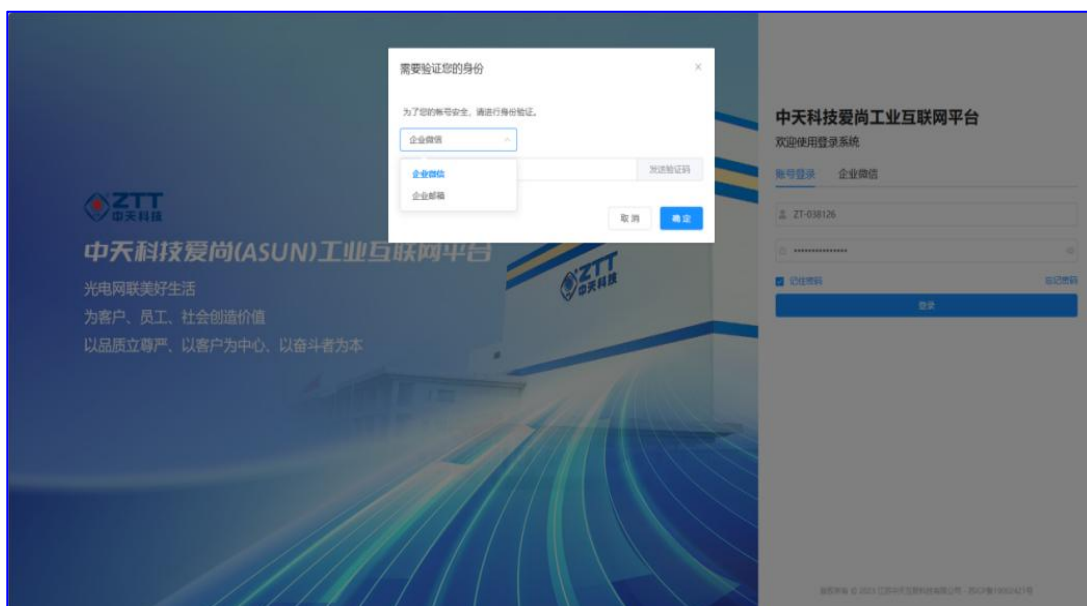 需要验证您的身份
为了您的帐号安全，请进行身份验证。
企业微信
企业微信
企业邮箱
发送验证码
取消
确定
ZTT
中天科技
中天科技爱尚(ASUN)工业互联网平台
光电网联美好生活
为客户、员工、社会创造价值
以品质立尊严、以客户为中心、以奋斗者为本
ZTT
中天科技
中天科技爱尚工业互联网平台
欢迎使用登录系统
账号登录 企业微信
ZT-038126
记住密码 忘记密码
登录